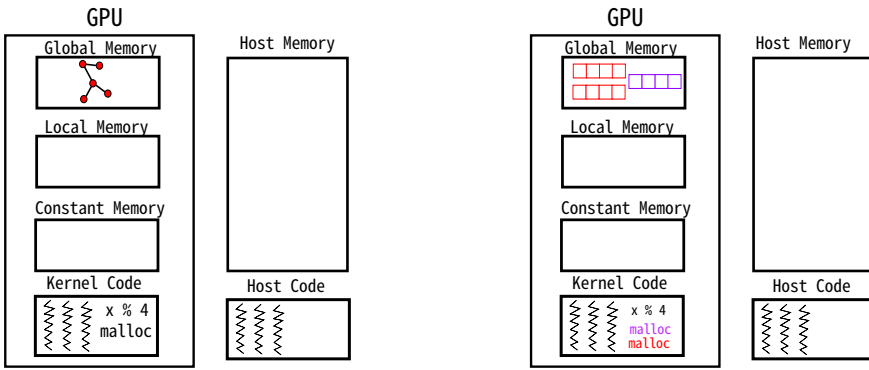 GPU
Global Memory
Host Memory
Local Memory
Constant Memory
Kernel Code
x % 4
malloc
Host Code
GPU
Global Memory
Host Memory
Local Memory
Constant Memory
Kernel Code
x % 4
malloc
malloc
Host Code